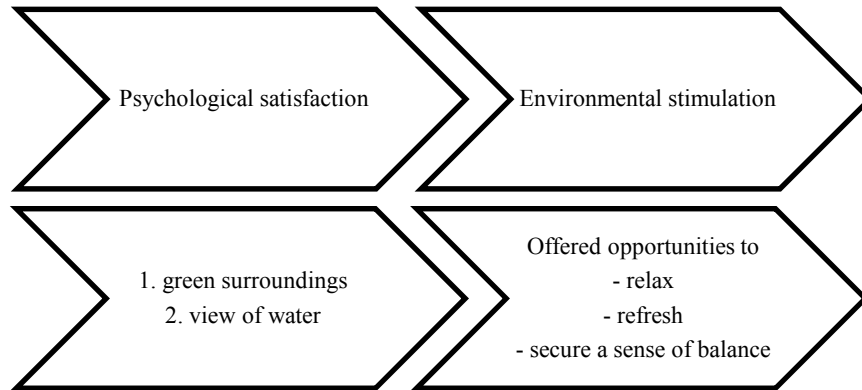 Psychological satisfaction
Environmental stimulation
1. green surroundings
2. view of water
Offered opportunities to
- relax
- refresh
- secure a sense of balance